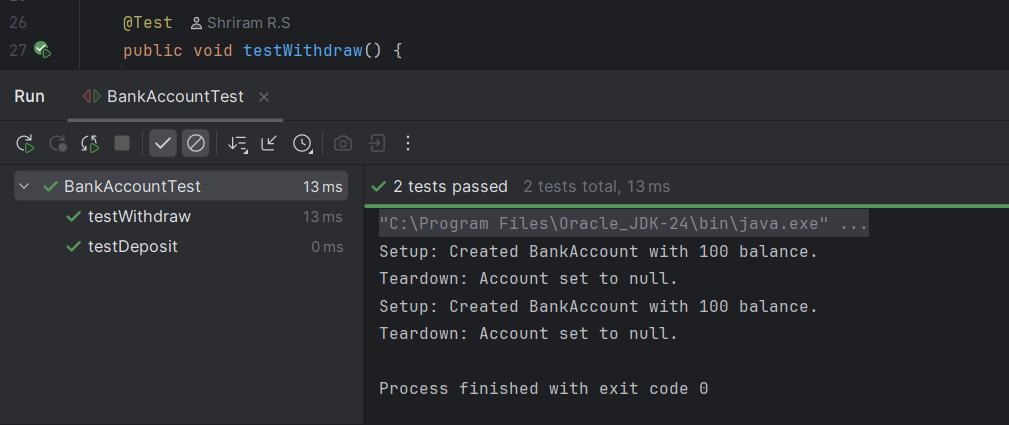 26 @Test Shriram R.S
27 public void testWithdraw() {
Run BankAccountTest
BankAccountTest 13 ms
testWithdraw 13 ms
testDeposit 0 ms
2 tests passed 2 tests total, 13 ms
"C:\Program Files\Oracle_JDK-24\bin\java.exe" ...
Setup: Created BankAccount with 100 balance.
Teardown: Account set to null.
Setup: Created BankAccount with 100 balance.
Teardown: Account set to null.
Process finished with exit code 0